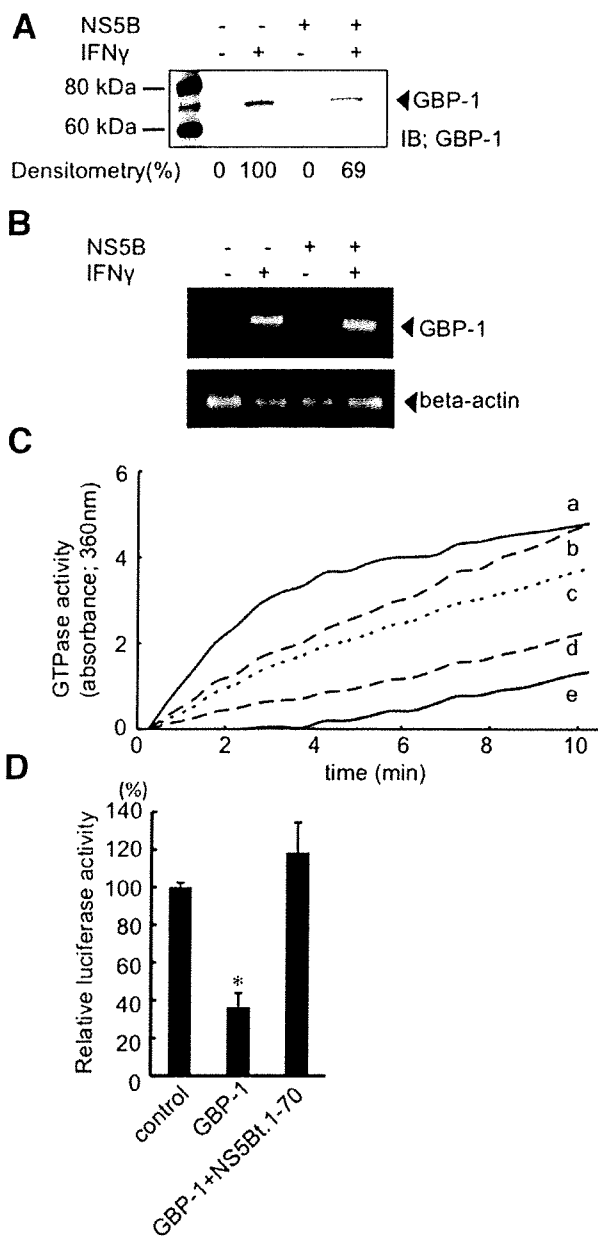 A
NS5B - - + +
IFNγ - + - +
80 kDa
GBP-1
60 kDa
IB; GBP-1
Densitometry(%) 0 100 0 69
B
NS5B - - + +
IFNγ - + - +
GBP-1
beta-actin
C
6
4
2
0
GTPase activity
(absorbance; 360nm)
a
b
c
d
e
0 2 4 6 8 10
time (min)
D
(%)
140
120
100
80
60
40
20
0
Relative luciferase activity
*
control
GBP-1
GBP-1+NS5Bt.1-70